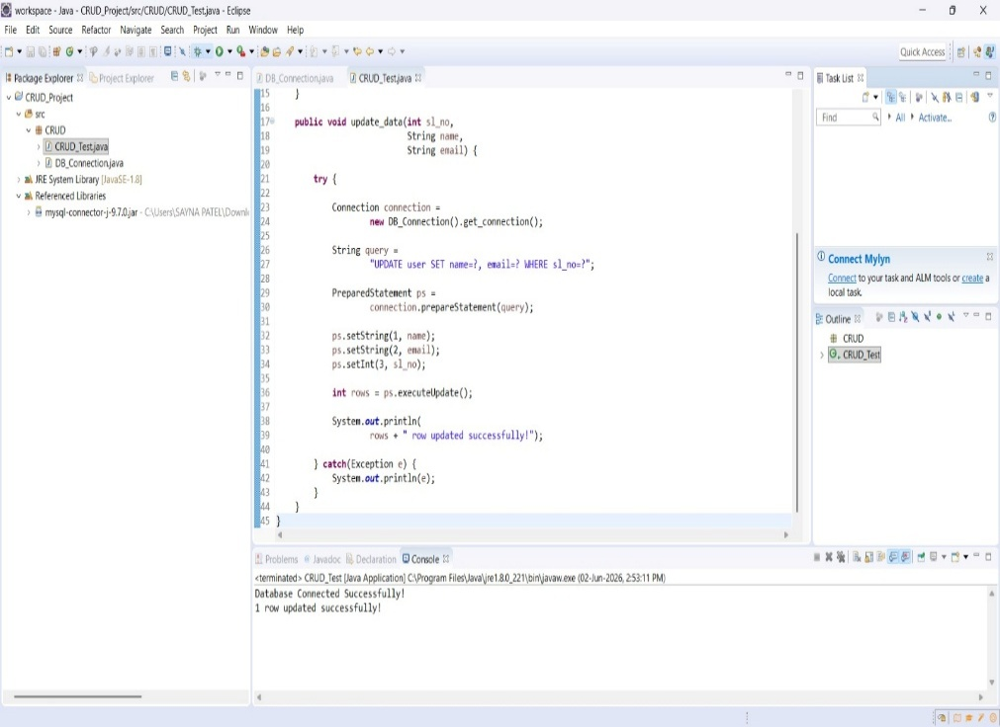 workspace - Java - CRUD_Project/src/CRUD/CRUD_Test.java - Eclipse
File Edit Source Refactor Navigate Search Project Run Window Help
Quick Access
Package Explorer Project Explorer
CRUD_Project
src
CRUD
CRUD_Test.java
DB_Connection.java
JRE System Library [JavaSE-1.8]
Referenced Libraries
mysql-connector-j-9.7.0.jar - C:\Users\SAYNA PATEL\Downl
DB_Connection.java CRUD_Test.java
15 }
16
17 public void update_data(int sl_no,
18 String name,
19 String email) {
20
21 try {
22
23 Connection connection =
24 new DB_Connection().get_connection();
25
26 String query =
27 "UPDATE user SET name=?, email=? WHERE sl_no=?";
28
29 PreparedStatement ps =
30 connection.prepareStatement(query);
31
32 ps.setString(1, name);
33 ps.setString(2, email);
34 ps.setInt(3, sl_no);
35
36 int rows = ps.executeUpdate();
37
38 System.out.println(
39 rows + " row updated successfully!");
40
41 } catch(Exception e) {
42 System.out.println(e);
43 }
44 }
45 }
Task List
Find All Activate...
Connect Mylyn
Connect to your task and ALM tools or create a
local task.
Outline
CRUD
CRUD_Test
Problems Javadoc Declaration Console
<terminated> CRUD_Test [Java Application] C:\Program Files\Java\jre1.8.0_221\bin\javaw.exe (02-Jun-2026, 2:53:11 PM)
Database Connected Successfully!
1 row updated successfully!